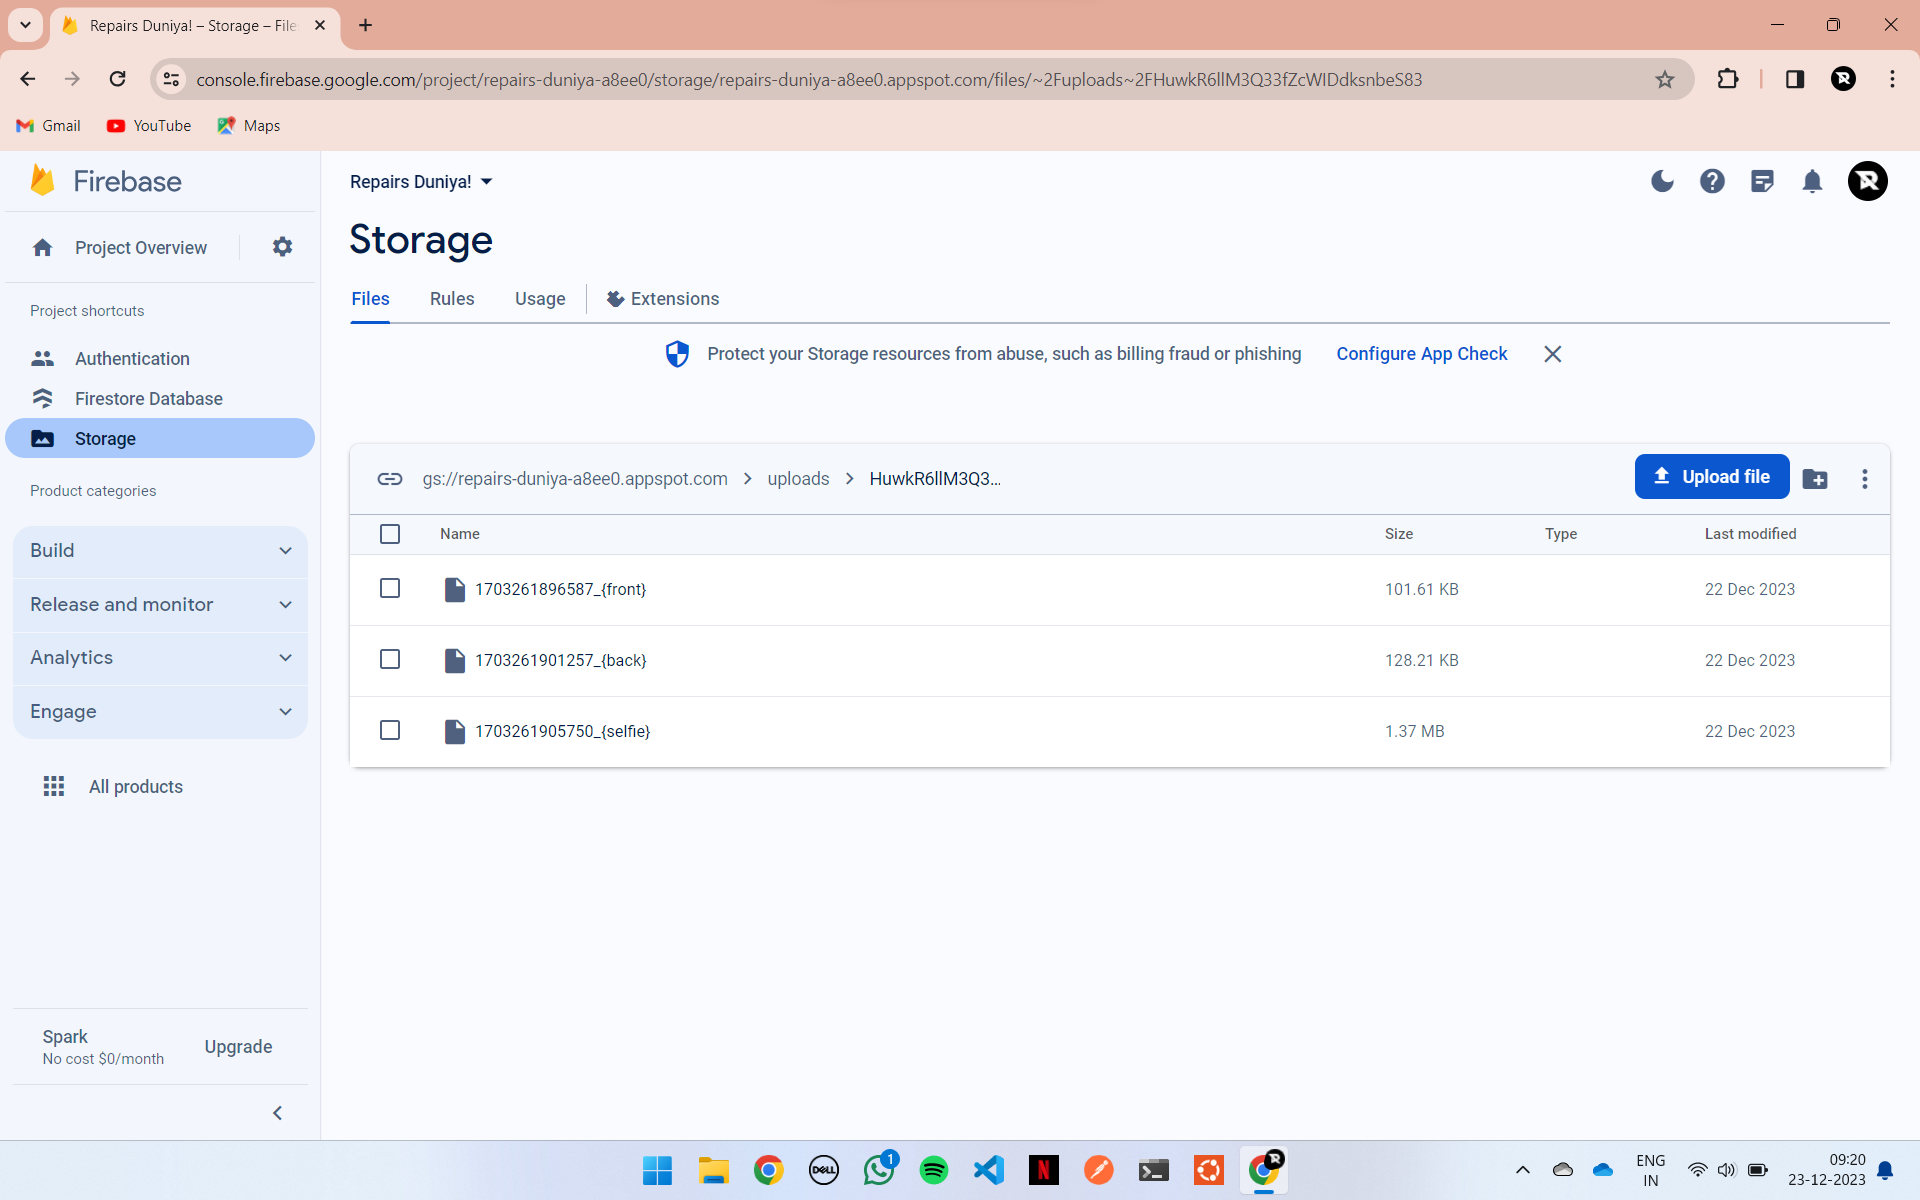 Repairs Duniya! – Storage – File
console.firebase.google.com/project/repairs-duniya-a8ee0/storage/repairs-duniya-a8ee0.appspot.com/files/~2Fuploads~2FHuwkR6llM3Q33fZcWIDdksnbeS83
Gmail YouTube Maps
Firebase
Repairs Duniya!
Project Overview
Storage
Files Rules Usage Extensions
Project shortcuts
Protect your Storage resources from abuse, such as billing fraud or phishing Configure App Check
Authentication
Firestore Database
Storage
Product categories
gs://repairs-duniya-a8ee0.appspot.com uploads HuwkR6llM3Q3... Upload file
Name Size Type Last modified
Build
1703261896587_{front} 101.61 KB 22 Dec 2023
Release and monitor
1703261901257_{back} 128.21 KB 22 Dec 2023
Analytics
Engage
1703261905750_{selfie} 1.37 MB 22 Dec 2023
All products
Spark
No cost $0/month
Upgrade
DELL
1
N
ENG
IN
09:20
23-12-2023